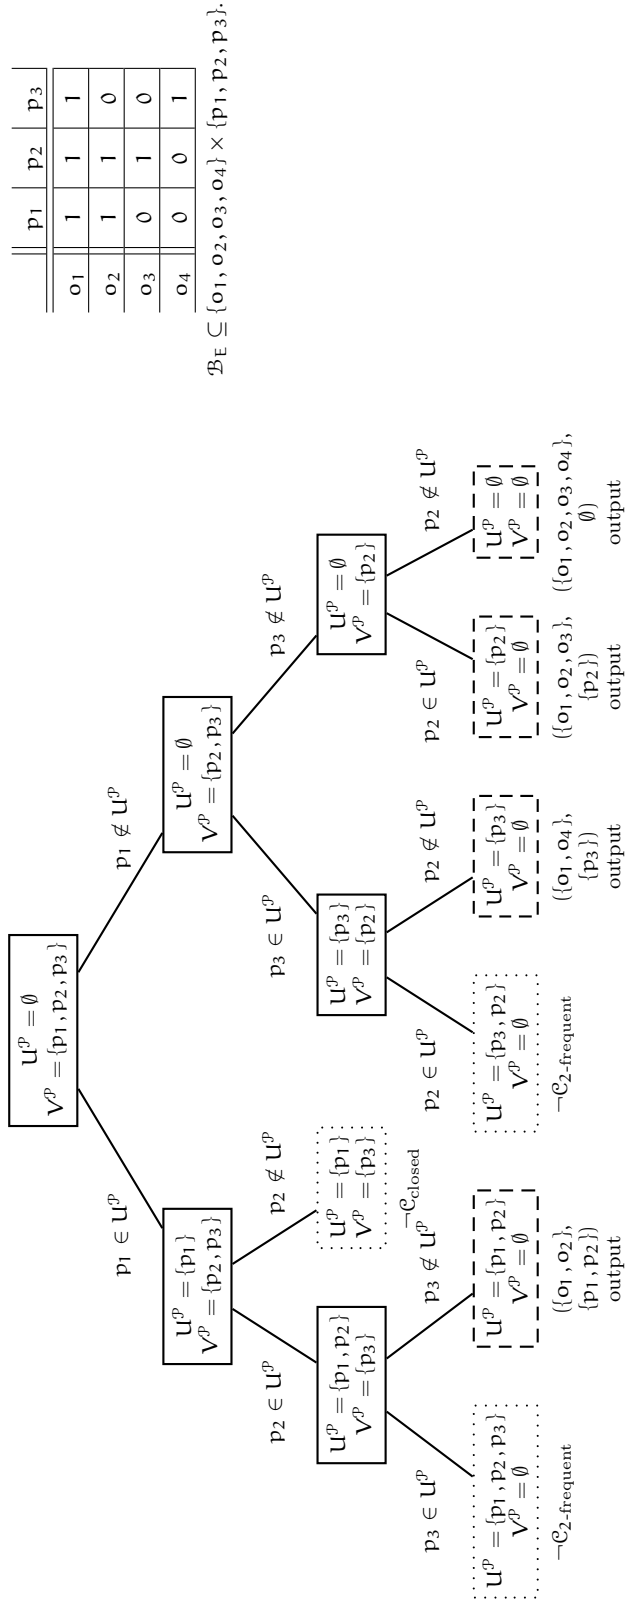 U^𝒫 = ∅
V^𝒫 = {p₁, p₂, p₃}
p₁ ∈ U^𝒫
p₁ ∉ U^𝒫
U^𝒫 = {p₁}
V^𝒫 = {p₂, p₃}
U^𝒫 = ∅
V^𝒫 = {p₂, p₃}
p₂ ∈ U^𝒫
p₂ ∉ U^𝒫
p₃ ∈ U^𝒫
p₃ ∉ U^𝒫
U^𝒫 = {p₁, p₂}
V^𝒫 = {p₃}
U^𝒫 = {p₁}
V^𝒫 = {p₃}
¬𝒞closed
U^𝒫 = {p₃}
V^𝒫 = {p₂}
U^𝒫 = ∅
V^𝒫 = {p₂}
p₃ ∈ U^𝒫
p₃ ∉ U^𝒫
p₂ ∈ U^𝒫
p₂ ∉ U^𝒫
p₂ ∈ U^𝒫
p₂ ∉ U^𝒫
U^𝒫 = {p₁, p₂, p₃}
V^𝒫 = ∅
¬𝒞2-frequent
U^𝒫 = {p₁, p₂}
V^𝒫 = ∅
({o₁, o₂},
{p₁, p₂})
output
U^𝒫 = {p₃, p₂}
V^𝒫 = ∅
¬𝒞2-frequent
U^𝒫 = {p₃}
V^𝒫 = ∅
({o₁, o₄},
{p₃})
output
U^𝒫 = {p₂}
V^𝒫 = ∅
({o₁, o₂, o₃},
{p₂})
output
U^𝒫 = ∅
V^𝒫 = ∅
({o₁, o₂, o₃, o₄},
∅)
output
p₁ p₂ p₃
o₁ 1 1 1
o₂ 1 1 0
o₃ 0 1 0
o₄ 0 0 1
ℬ_E ⊆ {o₁, o₂, o₃, o₄} × {p₁, p₂, p₃}.